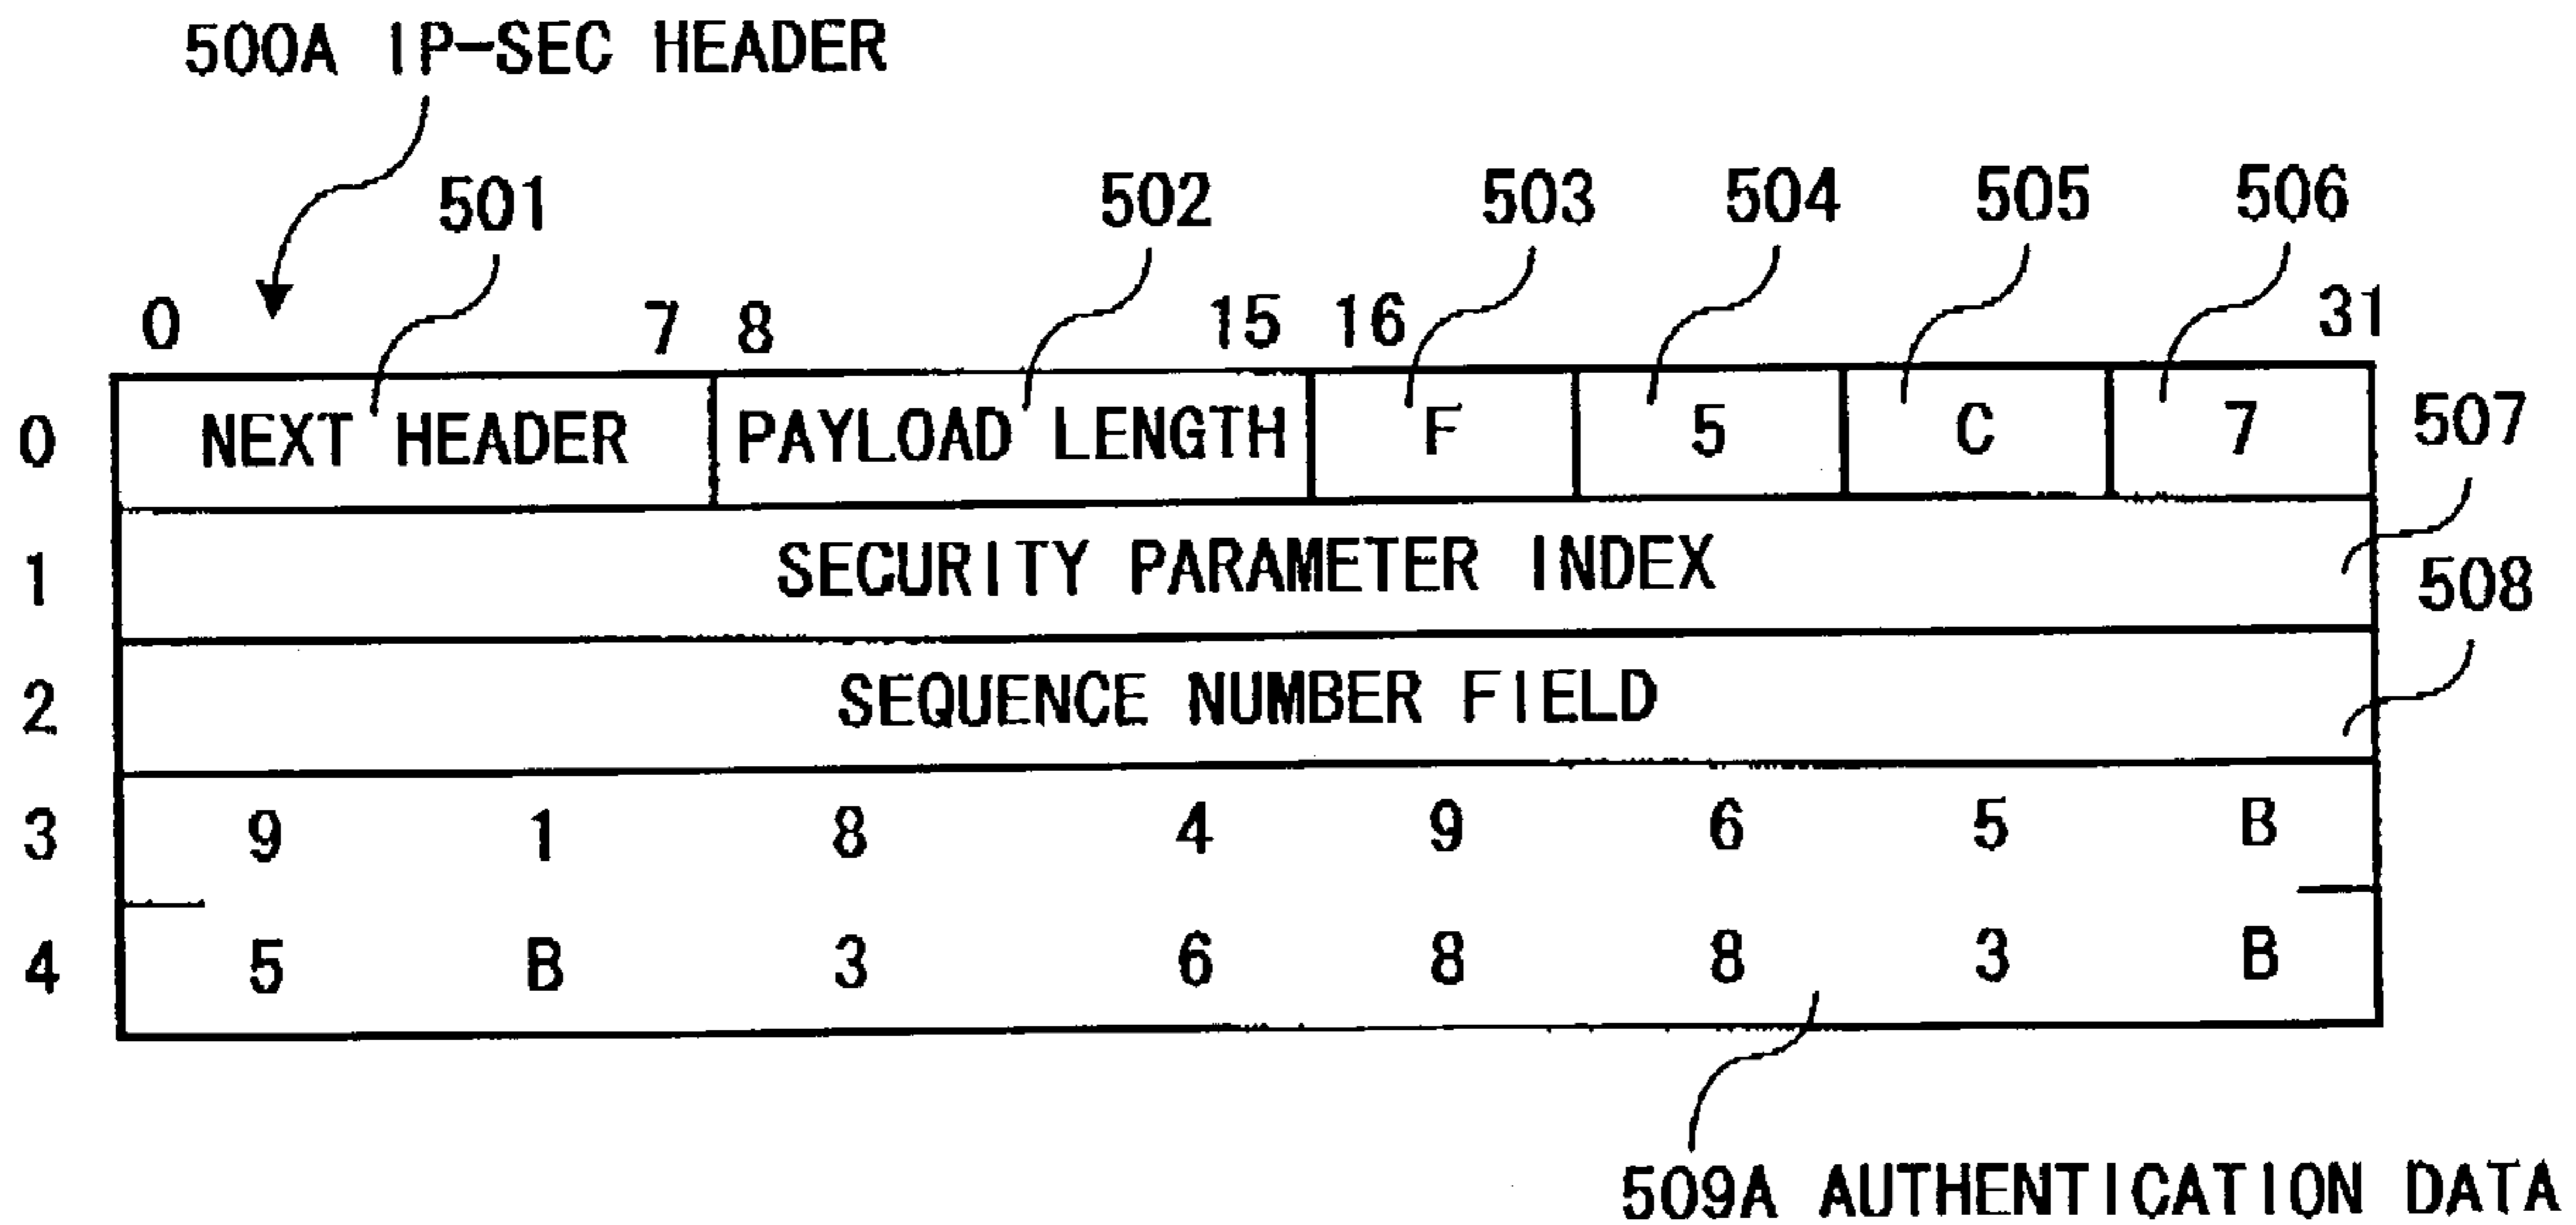 500A IP-SEC HEADER
501 502 503 504 505 506
0 7 8 15 16 31
0 NEXT HEADER PAYLOAD LENGTH F 5 C 7 507
1 SECURITY PARAMETER INDEX 508
2 SEQUENCE NUMBER FIELD
3 9 1 8 4 9 6 5 B
4 5 B 3 6 8 8 3 B
509A AUTHENTICATION DATA